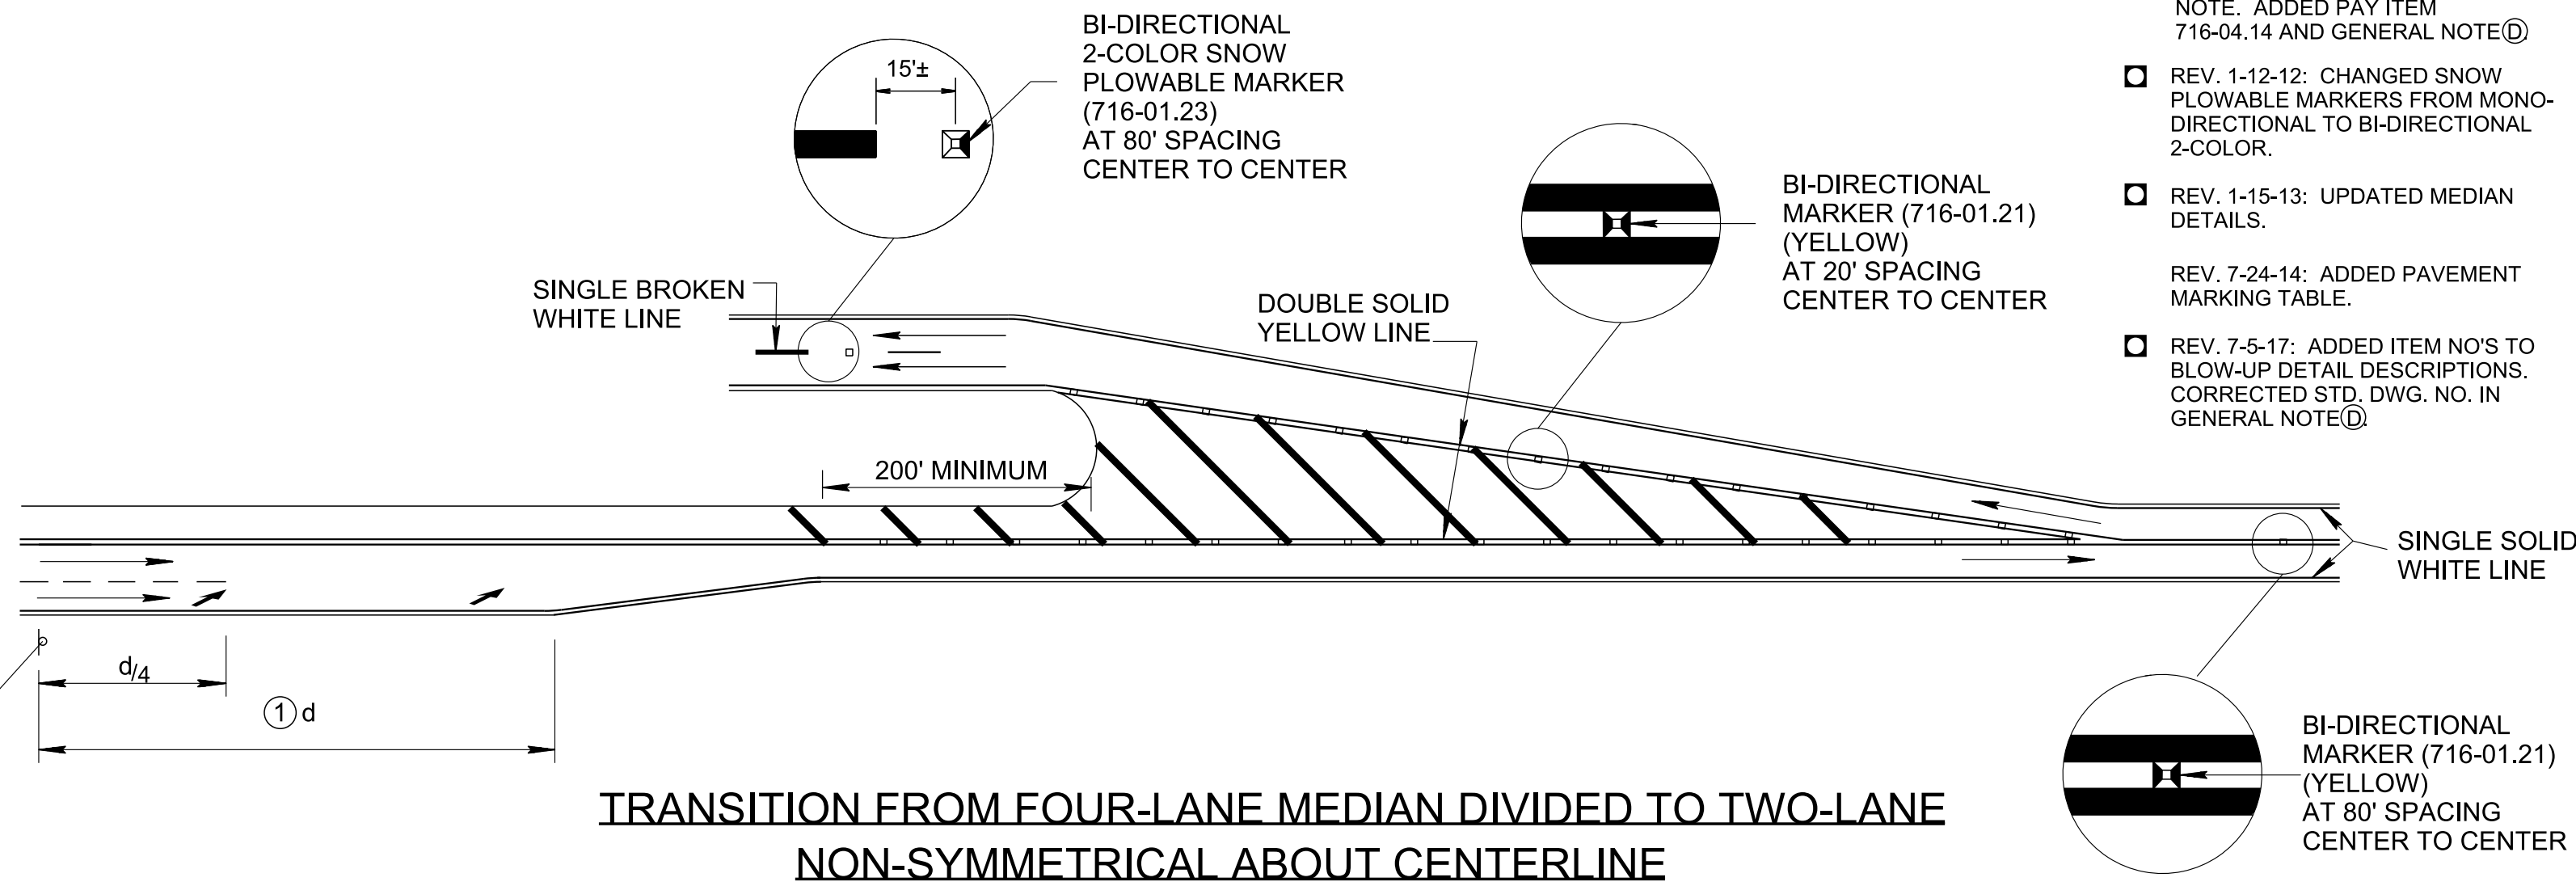 BI-DIRECTIONAL
2-COLOR SNOW
PLOWABLE MARKER
(716-01.23)
AT 80' SPACING
CENTER TO CENTER
15'±
SINGLE BROKEN
WHITE LINE
DOUBLE SOLID
YELLOW LINE
BI-DIRECTIONAL
MARKER (716-01.21)
(YELLOW)
AT 20' SPACING
CENTER TO CENTER
NOTE. ADDED PAY ITEM
716-04.14 AND GENERAL NOTE Ⓓ.
REV. 1-12-12: CHANGED SNOW
PLOWABLE MARKERS FROM MONO-
DIRECTIONAL TO BI-DIRECTIONAL
2-COLOR.
REV. 1-15-13: UPDATED MEDIAN
DETAILS.
REV. 7-24-14: ADDED PAVEMENT
MARKING TABLE.
REV. 7-5-17: ADDED ITEM NO'S TO
BLOW-UP DETAIL DESCRIPTIONS.
CORRECTED STD. DWG. NO. IN
GENERAL NOTE Ⓓ.
200' MINIMUM
SINGLE SOLID
WHITE LINE
d/4
① d
BI-DIRECTIONAL
MARKER (716-01.21)
(YELLOW)
AT 80' SPACING
CENTER TO CENTER
TRANSITION FROM FOUR-LANE MEDIAN DIVIDED TO TWO-LANE
NON-SYMMETRICAL ABOUT CENTERLINE